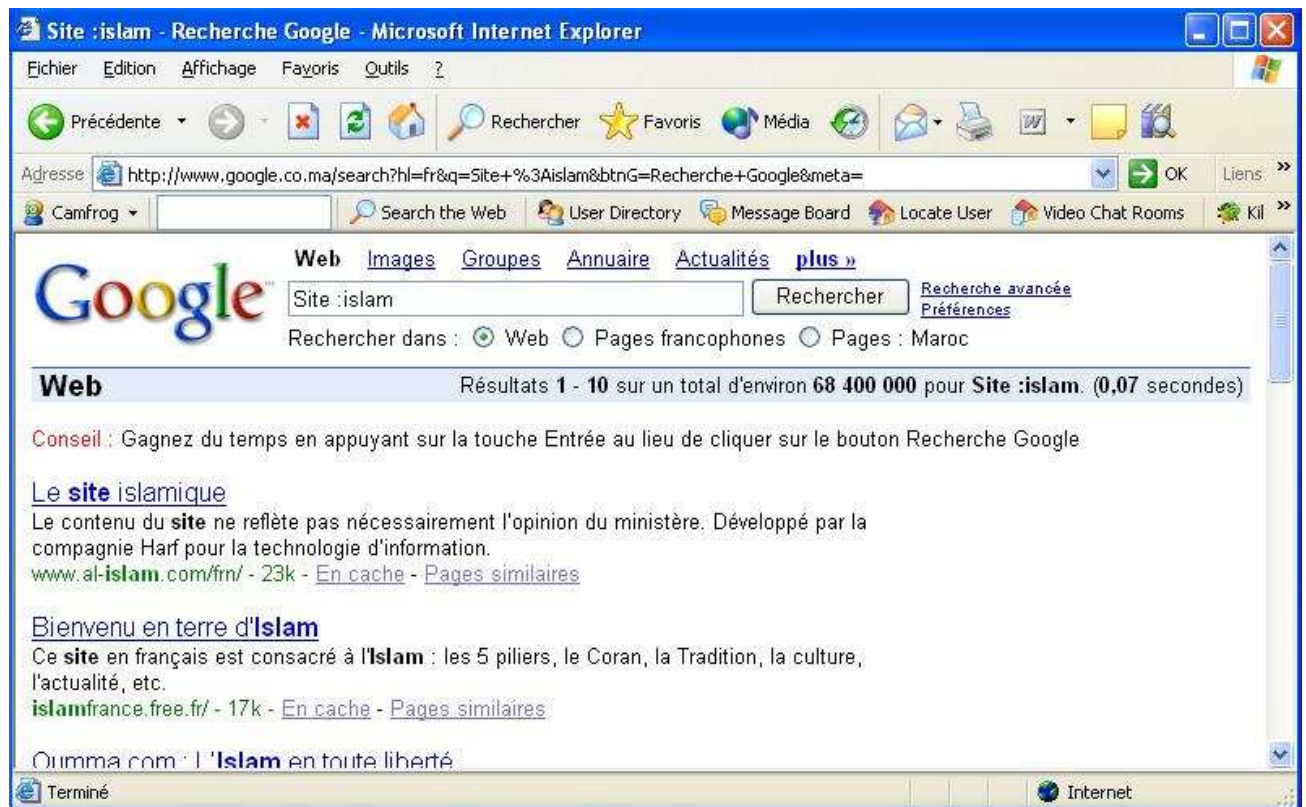 Site :islam - Recherche Google - Microsoft Internet Explorer
Fichier Edition Affichage Favoris Outils ?
Précédente Rechercher Favoris Média
Adresse http://www.google.co.ma/search?hl=fr&q=Site+%3Aislam&btnG=Recherche+Google&meta= OK Liens »
Camfrog Search the Web User Directory Message Board Locate User Video Chat Rooms Kil »
Web Images Groupes Annuaire Actualités plus »
Google™
Site :islam Rechercher Recherche avancée
Préférences
Rechercher dans : Web Pages francophones Pages : Maroc
Web Résultats 1 - 10 sur un total d'environ 68 400 000 pour Site :islam. (0,07 secondes)
Conseil : Gagnez du temps en appuyant sur la touche Entrée au lieu de cliquer sur le bouton Recherche Google
Le site islamique
Le contenu du site ne reflète pas nécessairement l'opinion du ministère. Développé par la
compagnie Harf pour la technologie d'information.
www.al-islam.com/frn/ - 23k - En cache - Pages similaires
Bienvenu en terre d'Islam
Ce site en français est consacré à l'Islam : les 5 piliers, le Coran, la Tradition, la culture,
l'actualité, etc.
islamfrance.free.fr/ - 17k - En cache - Pages similaires
Oumma.com : L'Islam en toute liberté
Terminé Internet